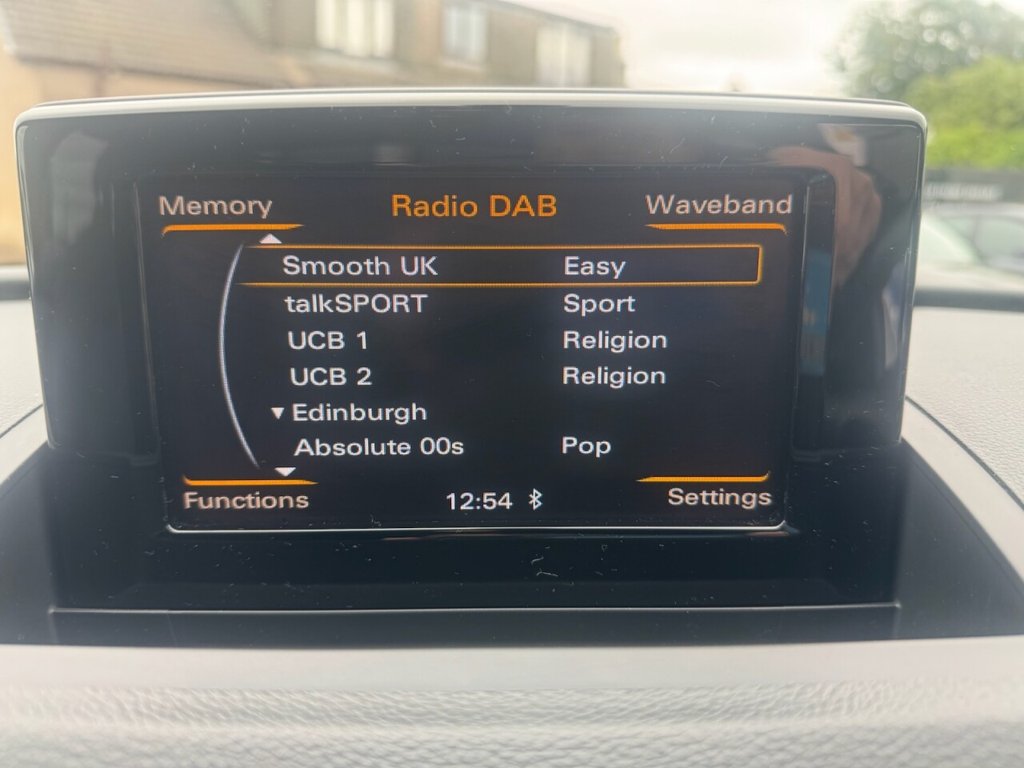 Memory Radio DAB Waveband
Smooth UK Easy
talkSPORT Sport
UCB 1 Religion
UCB 2 Religion
▼ Edinburgh
Absolute 00s Pop
Functions 12:54 Settings